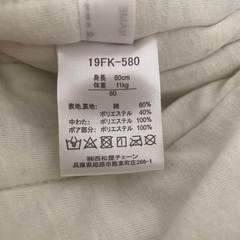 NAME
19FK-580
身長 80cm
体重 11kg
80
表地裏地： 綿 60%
ポリエステル 40%
中わた： ポリエステル 100%
ボア部分： ポリエステル 100%
㈱西松屋チェーン
兵庫県姫路市飾東町庄266-1